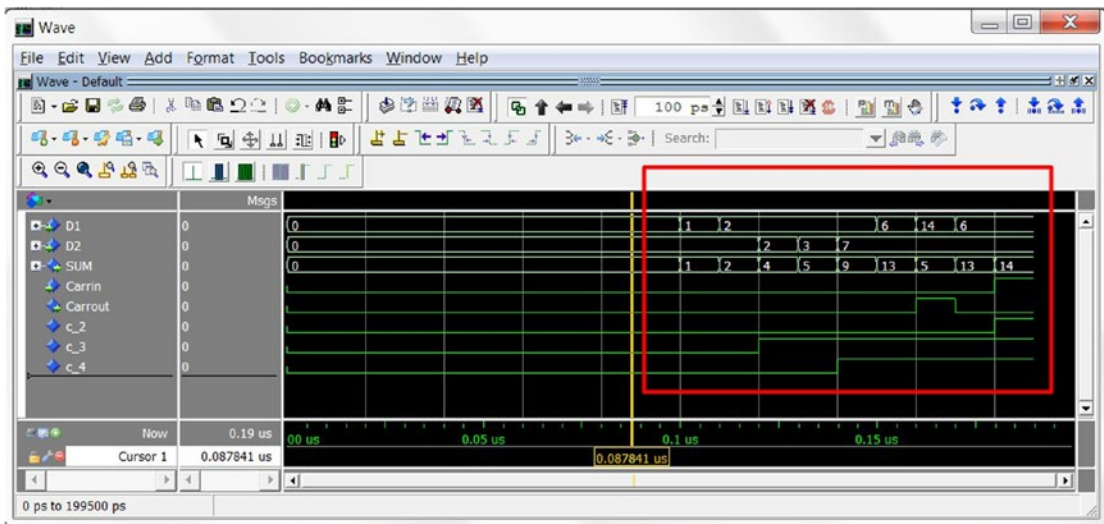 Wave
File Edit View Add Format Tools Bookmarks Window Help
Wave - Default
100 ps
Search:
Msgs
D1 0 0 1 2 6 14 6
D2 0 0 2 3 7
SUM 0 0 1 2 4 5 9 13 5 13 14
Carrin 0
Carrout 0
c_2 0
c_3 0
c_4 0
Now 0.19 us 00 us 0.05 us 0.1 us 0.15 us
Cursor 1 0.087841 us 0.087841 us
0 ps to 199500 ps